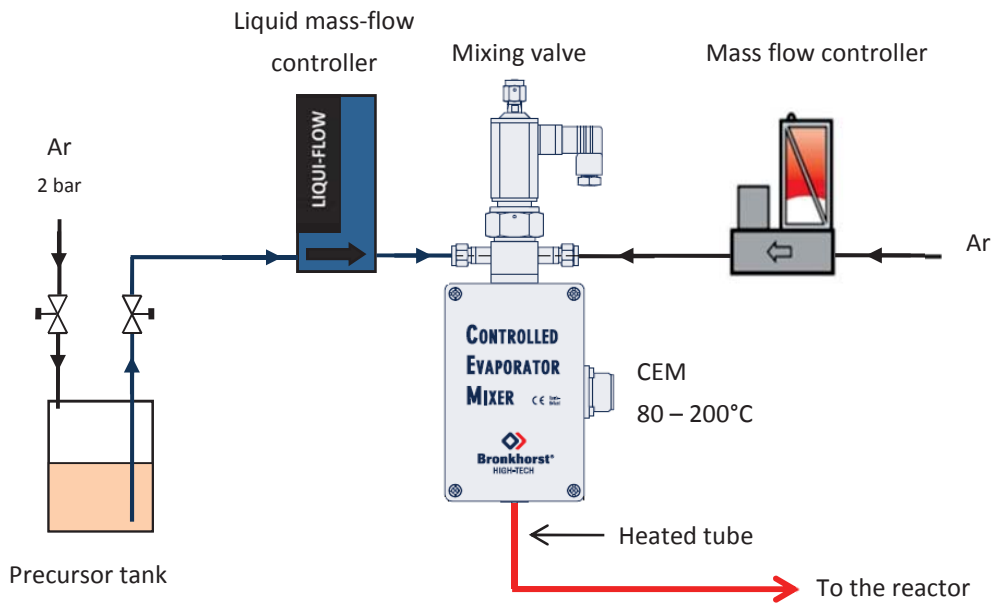 Liquid mass-flow
controller
Mixing valve
Mass flow controller
Ar
2 bar
LIQUI-FLOW
Ar
CONTROLLED
EVAPORATOR
MIXER CE
CEM
80 – 200°C
Bronkhorst®
HIGH-TECH
Heated tube
Precursor tank
To the reactor